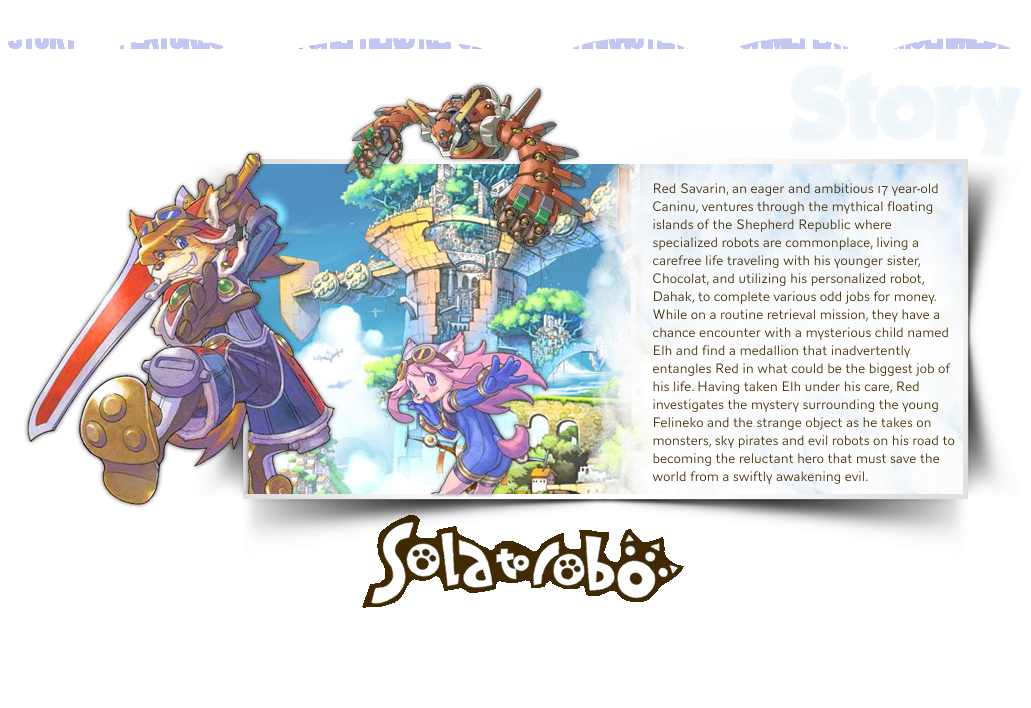 STORY
Story
Red Savarin, an eager and ambitious 17 year-old
Caninu, ventures through the mythical floating
islands of the Shepherd Republic where
specialized robots are commonplace, living a
carefree life traveling with his younger sister,
Chocolat, and utilizing his personalized robot,
Dahak, to complete various odd jobs for money.
While on a routine retrieval mission, they have a
chance encounter with a mysterious child named
Elh and find a medallion that inadvertently
entangles Red in what could be the biggest job of
his life. Having taken Elh under his care, Red
investigates the mystery surrounding the young
Felineko and the strange object as he takes on
monsters, sky pirates and evil robots on his road to
becoming the reluctant hero that must save the
world from a swiftly awakening evil.
Solatorobo